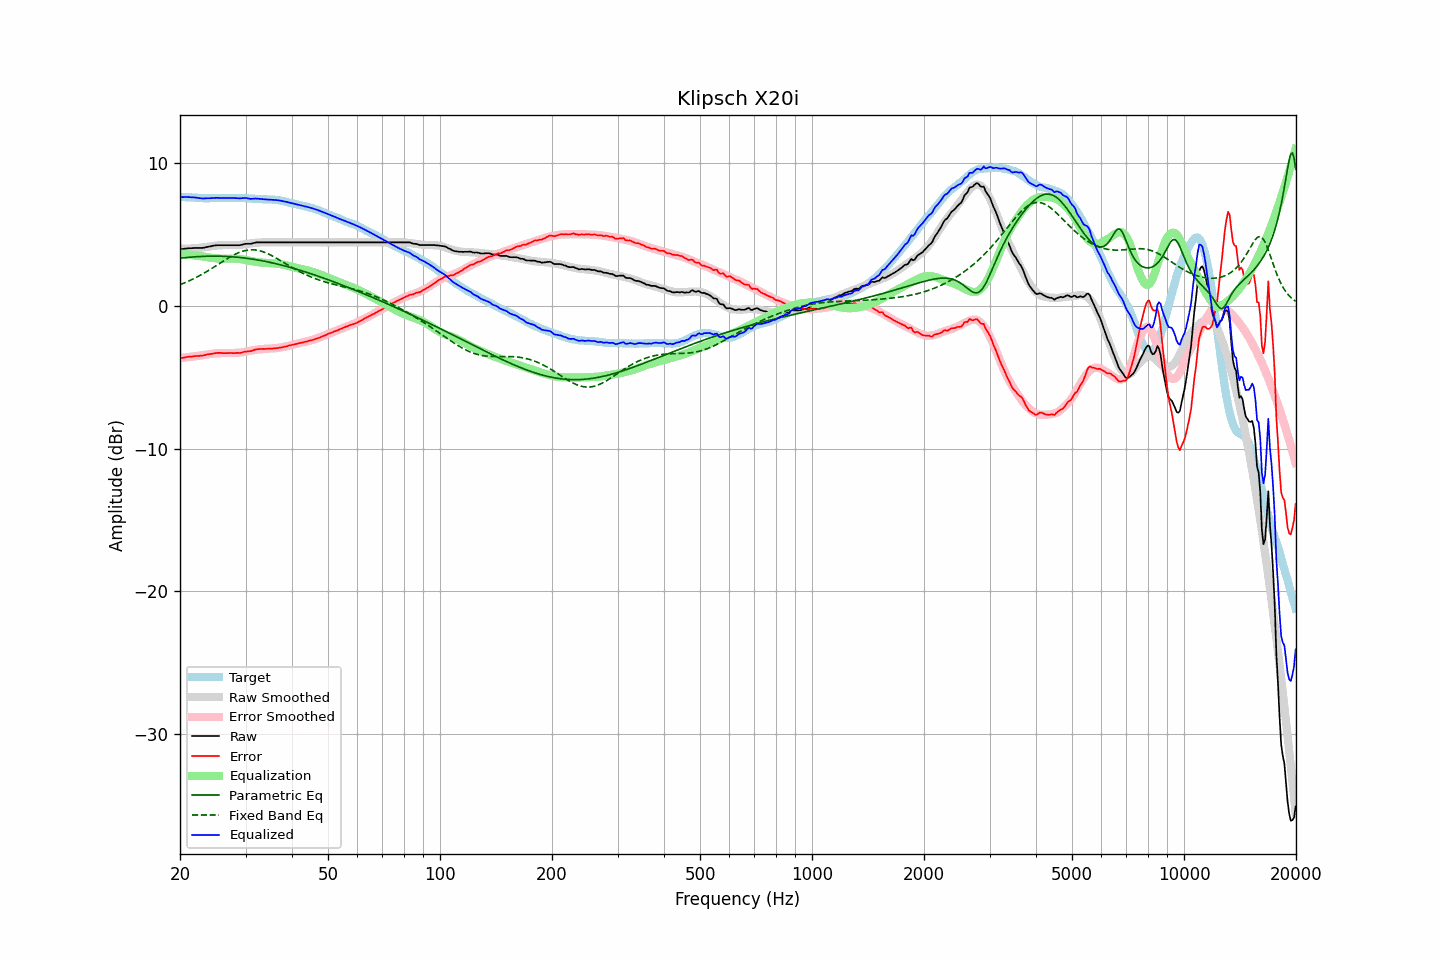 Klipsch X20i
Amplitude (dBr)
10
0
−10
−20
−30
Target
Raw Smoothed
Error Smoothed
Raw
Error
Equalization
Parametric Eq
Fixed Band Eq
Equalized
20 50 100 200 500 1000 2000 5000 10000 20000
Frequency (Hz)